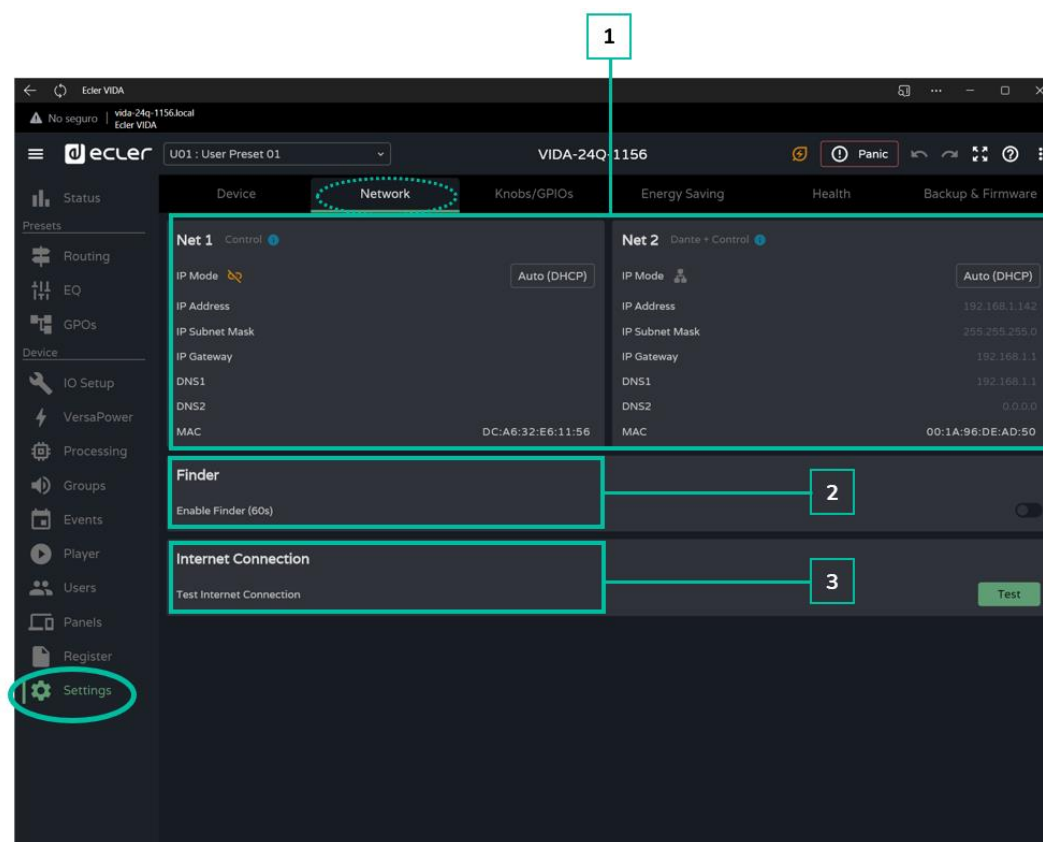 1
Ecler VIDA
No seguro
vida-24q-1156.local
Ecler VIDA
ecler
U01 : User Preset 01
VIDA-24Q-1156
Panic
Status
Presets
Routing
EQ
GPOs
Device
IO Setup
VersaPower
Processing
Groups
Events
Player
Users
Panels
Register
Settings
Device Network Knobs/GPIOs Energy Saving Health Backup & Firmware
Net 1 Control
IP Mode Auto (DHCP)
IP Address
IP Subnet Mask
IP Gateway
DNS1
DNS2
MAC DC:A6:32:E6:11:56
Net 2 Dante + Control
IP Mode Auto (DHCP)
IP Address 192.168.1.142
IP Subnet Mask 255.255.255.0
IP Gateway 192.168.1.1
DNS1 192.168.1.1
DNS2 0.0.0.0
MAC 00:1A:96:DE:AD:50
Finder
Enable Finder (60s)
2
Internet Connection
Test Internet Connection
3
Test